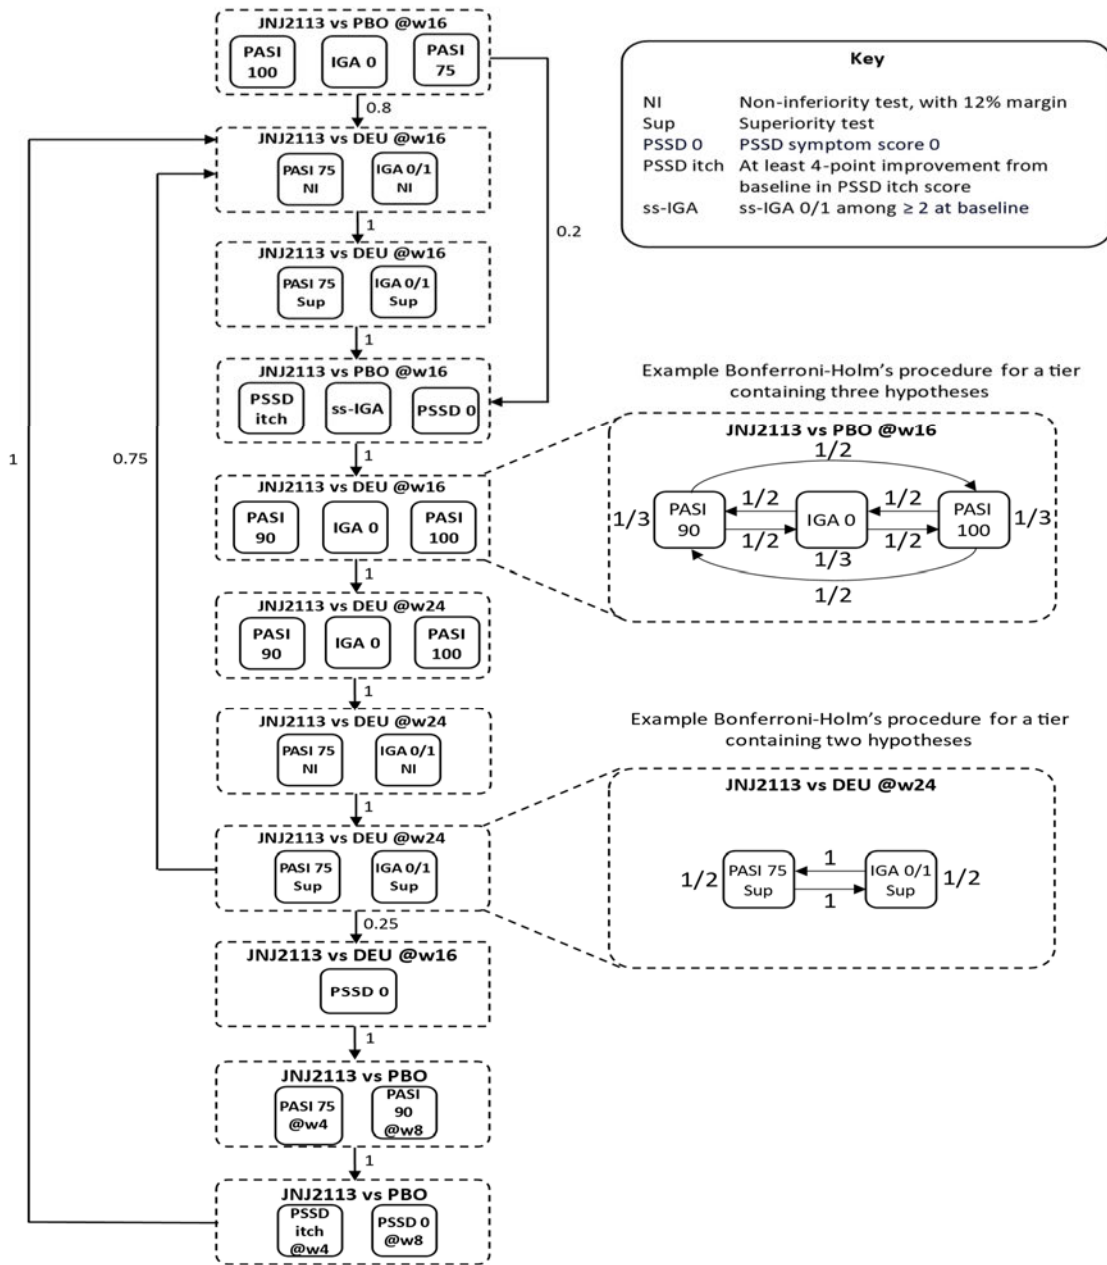 JNJ2113 vs PBO @w16
PASI
100
IGA 0
PASI
75
0.8
Key
NI Non-inferiority test, with 12% margin
Sup Superiority test
PSSD 0 PSSD symptom score 0
PSSD itch At least 4-point improvement from
baseline in PSSD itch score
ss-IGA ss-IGA 0/1 among ≥ 2 at baseline
JNJ2113 vs DEU @w16
PASI 75
NI
IGA 0/1
NI
1
0.2
JNJ2113 vs DEU @w16
PASI 75
Sup
IGA 0/1
Sup
1
JNJ2113 vs PBO @w16
PSSD
itch
ss-IGA
PSSD 0
1
1
0.75
JNJ2113 vs DEU @w16
PASI
90
IGA 0
PASI
100
1
Example Bonferroni-Holm's procedure for a tier
containing three hypotheses
JNJ2113 vs PBO @w16
1/2
1/2
1/2
1/3
PASI
90
IGA 0
PASI
100
1/3
1/2
1/2
1/3
1/2
JNJ2113 vs DEU @w24
PASI
90
IGA 0
PASI
100
1
JNJ2113 vs DEU @w24
PASI 75
NI
IGA 0/1
NI
1
Example Bonferroni-Holm's procedure for a tier
containing two hypotheses
JNJ2113 vs DEU @w24
1/2
PASI 75
Sup
1
1
IGA 0/1
Sup
1/2
JNJ2113 vs DEU @w24
PASI 75
Sup
IGA 0/1
Sup
0.25
JNJ2113 vs DEU @w16
PSSD 0
1
JNJ2113 vs PBO
PASI 75
@w4
PASI
90
@w8
1
JNJ2113 vs PBO
PSSD
itch
@w4
PSSD 0
@w8